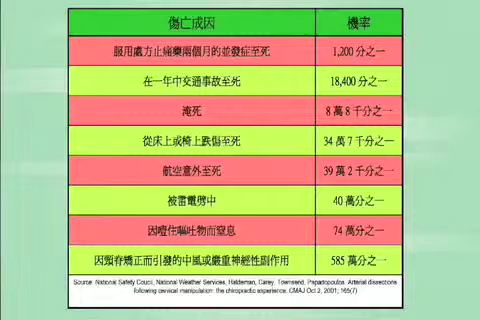 傷亡成因 機率
服用處方止痛藥兩個月的並發症至死 1,200 分之一
在一年中交通事故至死 18,400 分之一
淹死 8 萬 8 千分之一
從床上或椅上跌傷至死 34 萬 7 千分之一
航空意外至死 39 萬 2 千分之一
被雷電劈中 40 萬分之一
因噎住嘔吐物而窒息 74 萬分之一
因頸脊矯正而引發的中風或嚴重神經性副作用 585 萬分之一
Source: National Safety Coucil, National Weather Services, Haldeman, Carey, Townsend, Papadopoulos. Arterial dissections
following cervical manipulation: the chiropractic experience. CMAJ Oct 2, 2001; 165(7)